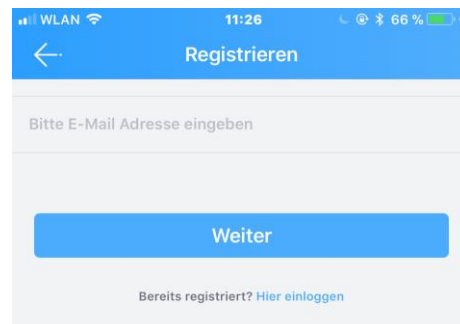 WLAN 11:26 66 %
Registrieren
Bitte E-Mail Adresse eingeben
Weiter
Bereits registriert? Hier einloggen